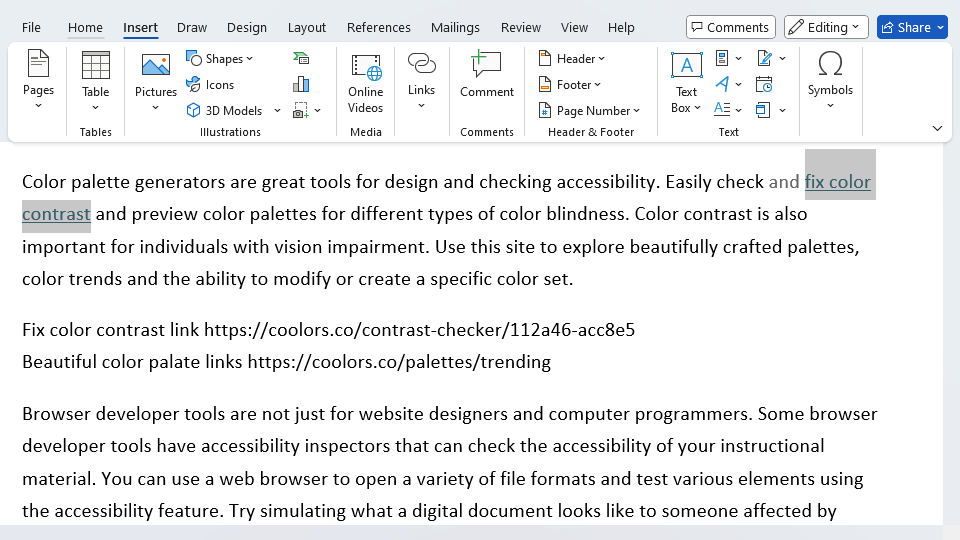 File Home Insert Draw Design Layout References Mailings Review View Help Comments Editing Share
Pages Table Pictures Shapes Icons 3D Models Online Videos Links Comment Header Footer Page Number Text Box Symbols
Tables Illustrations Media Comments Header & Footer Text
Color palette generators are great tools for design and checking accessibility. Easily check and fix color
contrast and preview color palettes for different types of color blindness. Color contrast is also
important for individuals with vision impairment. Use this site to explore beautifully crafted palettes,
color trends and the ability to modify or create a specific color set.
Fix color contrast link https://coolors.co/contrast-checker/112a46-acc8e5
Beautiful color palate links https://coolors.co/palettes/trending
Browser developer tools are not just for website designers and computer programmers. Some browser
developer tools have accessibility inspectors that can check the accessibility of your instructional
material. You can use a web browser to open a variety of file formats and test various elements using
the accessibility feature. Try simulating what a digital document looks like to someone affected by